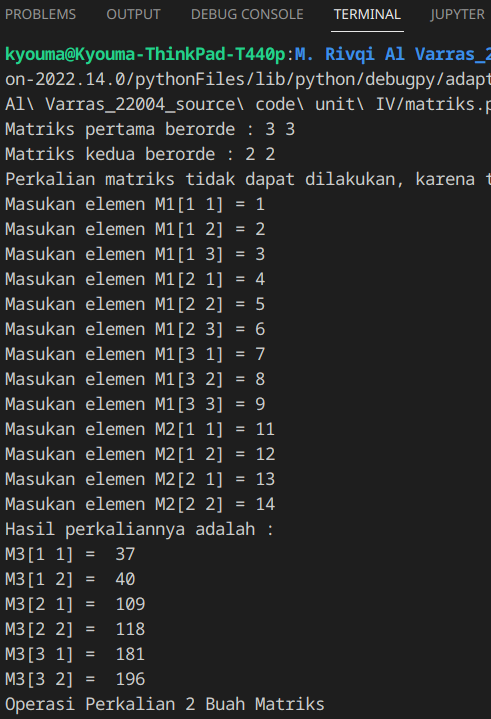 PROBLEMS OUTPUT DEBUG CONSOLE TERMINAL JUPYTER
kyouma@Kyouma-ThinkPad-T440p:M. Rivqi Al Varras_2
on-2022.14.0/pythonFiles/lib/python/debugpy/adapt
Al\ Varras_22004_source\ code\ unit\ IV/matriks.p
Matriks pertama berorde : 3 3
Matriks kedua berorde : 2 2
Perkalian matriks tidak dapat dilakukan, karena t
Masukan elemen M1[1 1] = 1
Masukan elemen M1[1 2] = 2
Masukan elemen M1[1 3] = 3
Masukan elemen M1[2 1] = 4
Masukan elemen M1[2 2] = 5
Masukan elemen M1[2 3] = 6
Masukan elemen M1[3 1] = 7
Masukan elemen M1[3 2] = 8
Masukan elemen M1[3 3] = 9
Masukan elemen M2[1 1] = 11
Masukan elemen M2[1 2] = 12
Masukan elemen M2[2 1] = 13
Masukan elemen M2[2 2] = 14
Hasil perkaliannya adalah :
M3[1 1] =  37
M3[1 2] =  40
M3[2 1] =  109
M3[2 2] =  118
M3[3 1] =  181
M3[3 2] =  196
Operasi Perkalian 2 Buah Matriks